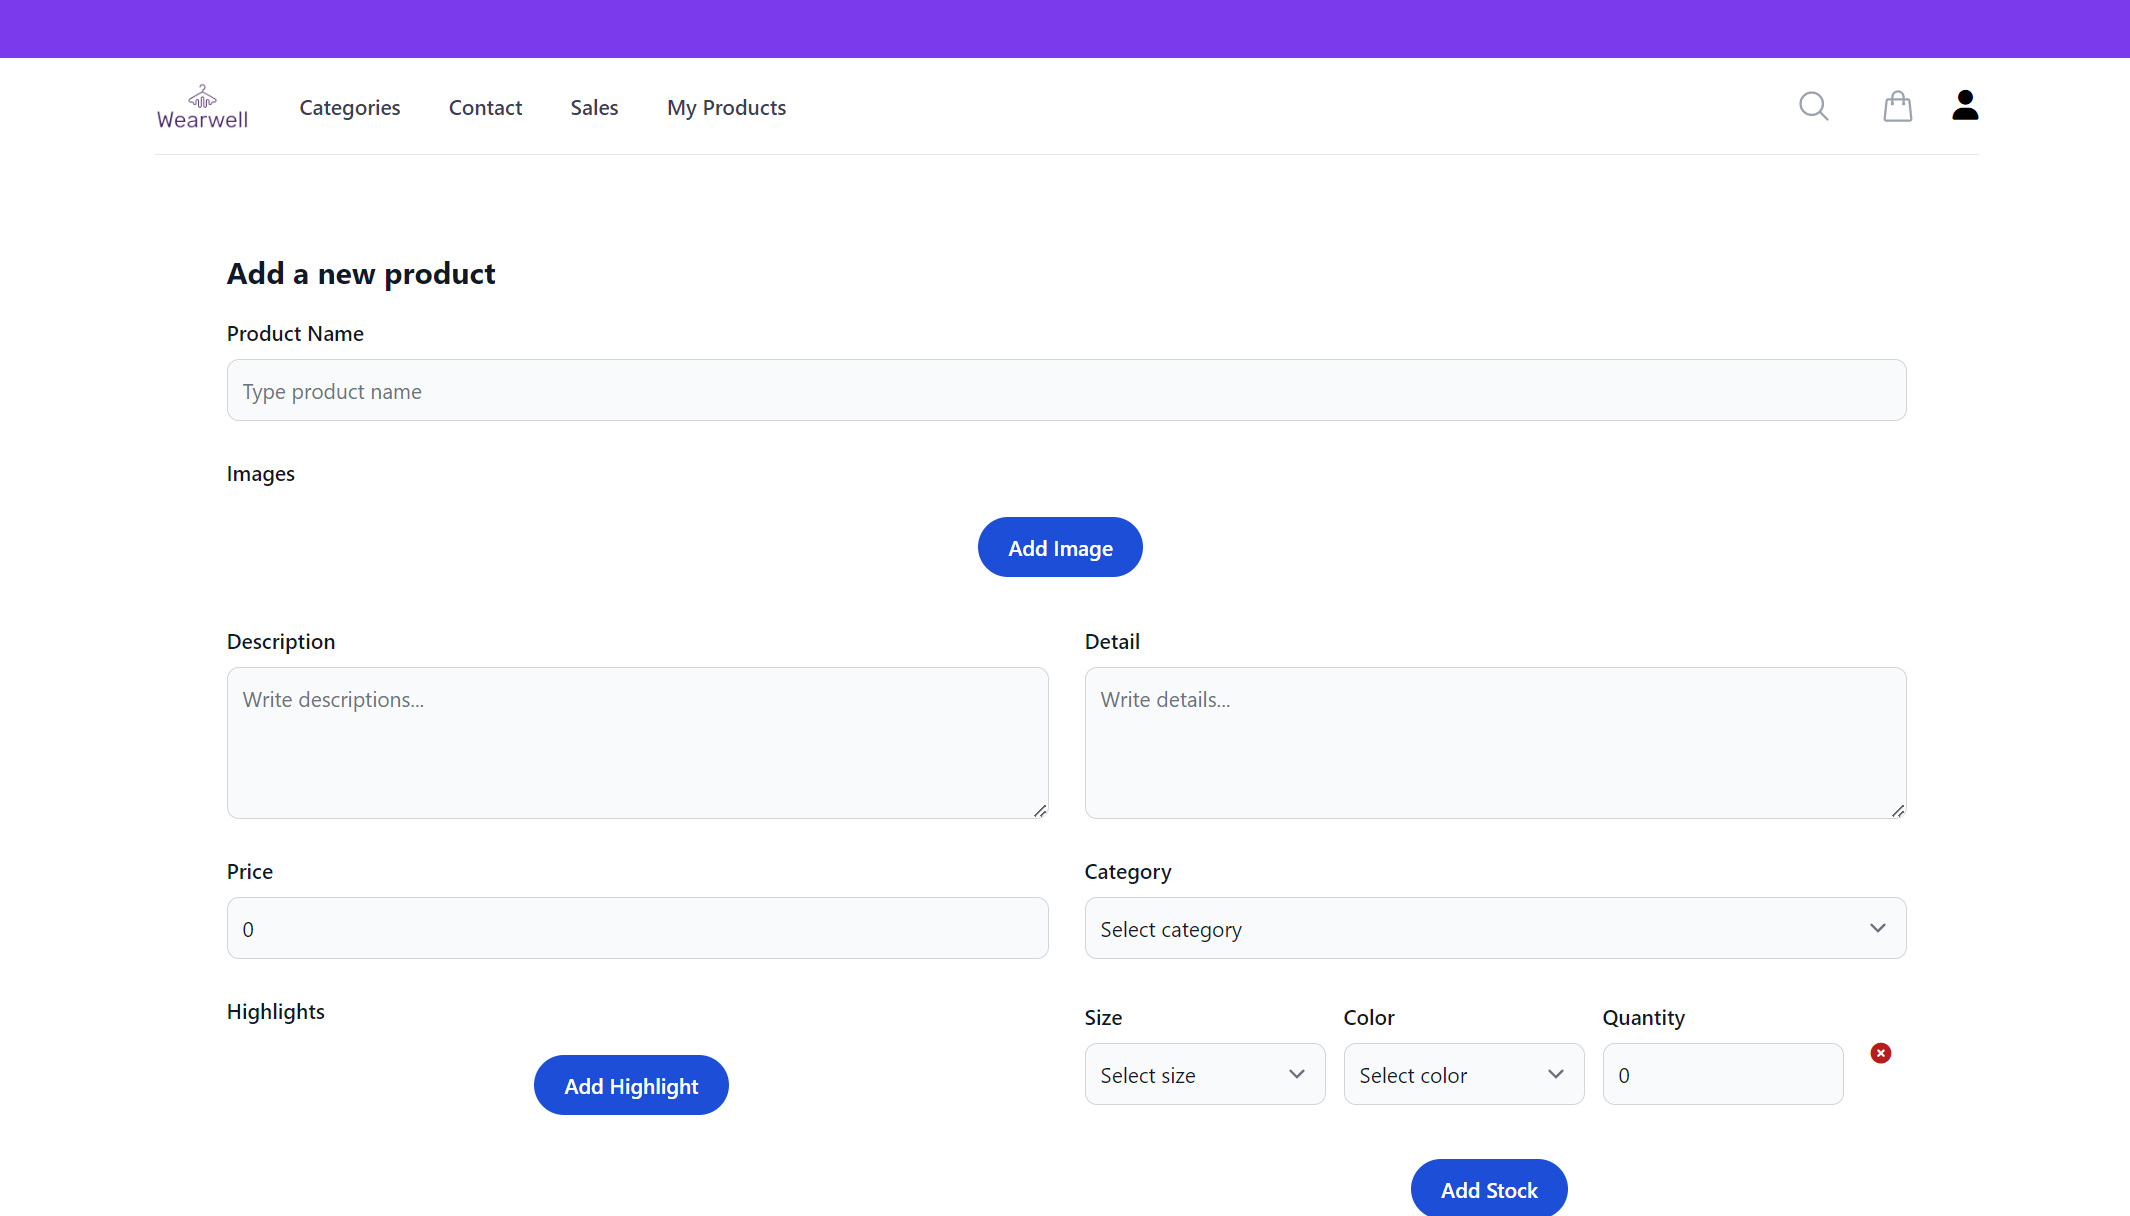 Wearwell
Categories
Contact
Sales
My Products
Add a new product
Product Name
Type product name
Images
Add Image
Description
Detail
Write descriptions...
Write details...
Price
Category
0
Select category
Highlights
Size
Color
Quantity
Select size
Select color
0
Add Highlight
Add Stock